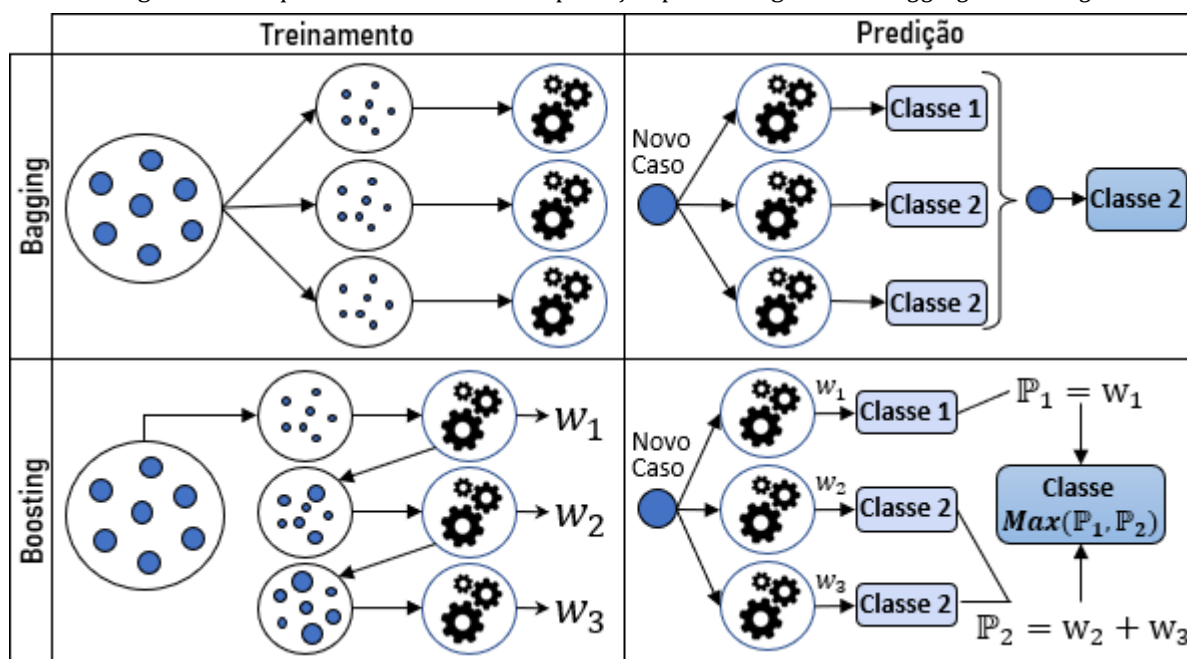 Treinamento
Predição
Bagging
Novo
Caso
Classe 1
Classe 2
Classe 2
Classe 2
Boosting
w₁
w₂
w₃
Novo
Caso
w₁
Classe 1
w₂
Classe 2
w₃
Classe 2
ℙ₁ = w₁
Classe
Max(ℙ₁, ℙ₂)
ℙ₂ = w₂ + w₃